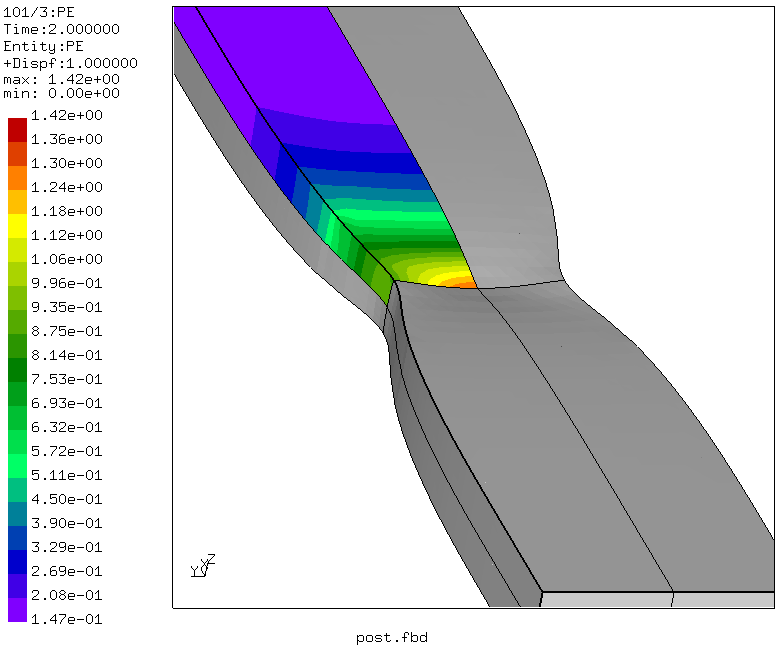 101/3:PE
Time:2.000000
Entity:PE
+Dispf:1.000000
max: 1.42e+00
min: 0.00e+00
1.42e+00
1.36e+00
1.30e+00
1.24e+00
1.18e+00
1.12e+00
1.06e+00
9.96e-01
9.35e-01
8.75e-01
8.14e-01
7.53e-01
6.93e-01
6.32e-01
5.72e-01
5.11e-01
4.50e-01
3.90e-01
3.29e-01
2.69e-01
2.08e-01
1.47e-01
Z
Y
post.fbd